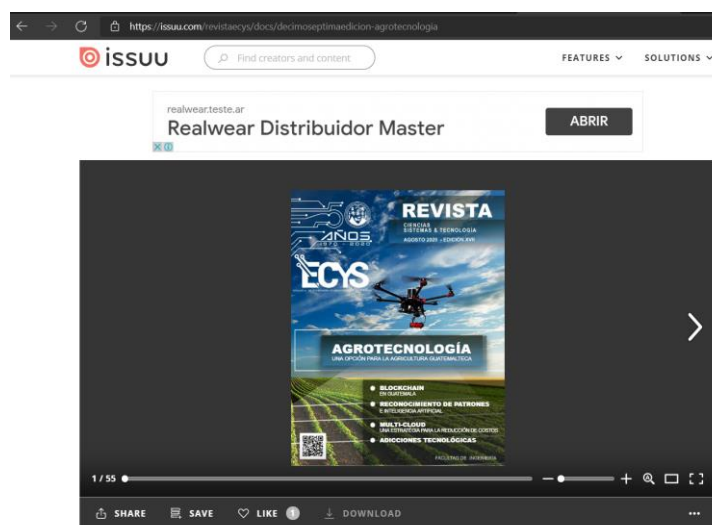 https://issuu.com/revistaecys/docs/decimoseptimaedicion-agrotecnologia
issuu
Find creators and content
FEATURES
SOLUTIONS
realwear.teste.ar
Realwear Distribuidor Master
ABRIR
REVISTA
CIENCIAS
SISTEMAS & TECNOLOGÍA
AGOSTO 2020 - EDICIÓN XVII
AÑOS
1970 - 2020
ECYS
AGROTECNOLOGÍA
UNA OPCIÓN PARA LA AGRICULTURA GUATEMALTECA
BLOCKCHAIN
EN GUATEMALA
RECONOCIMIENTO DE PATRONES
E INTELIGENCIA ARTIFICIAL
MULTI-CLOUD
UNA ESTRATEGIA PARA LA REDUCCIÓN DE COSTOS
ADICCIONES TECNOLÓGICAS
FACULTAD DE INGENIERÍA
1 / 55
SHARE
SAVE
LIKE 1
DOWNLOAD